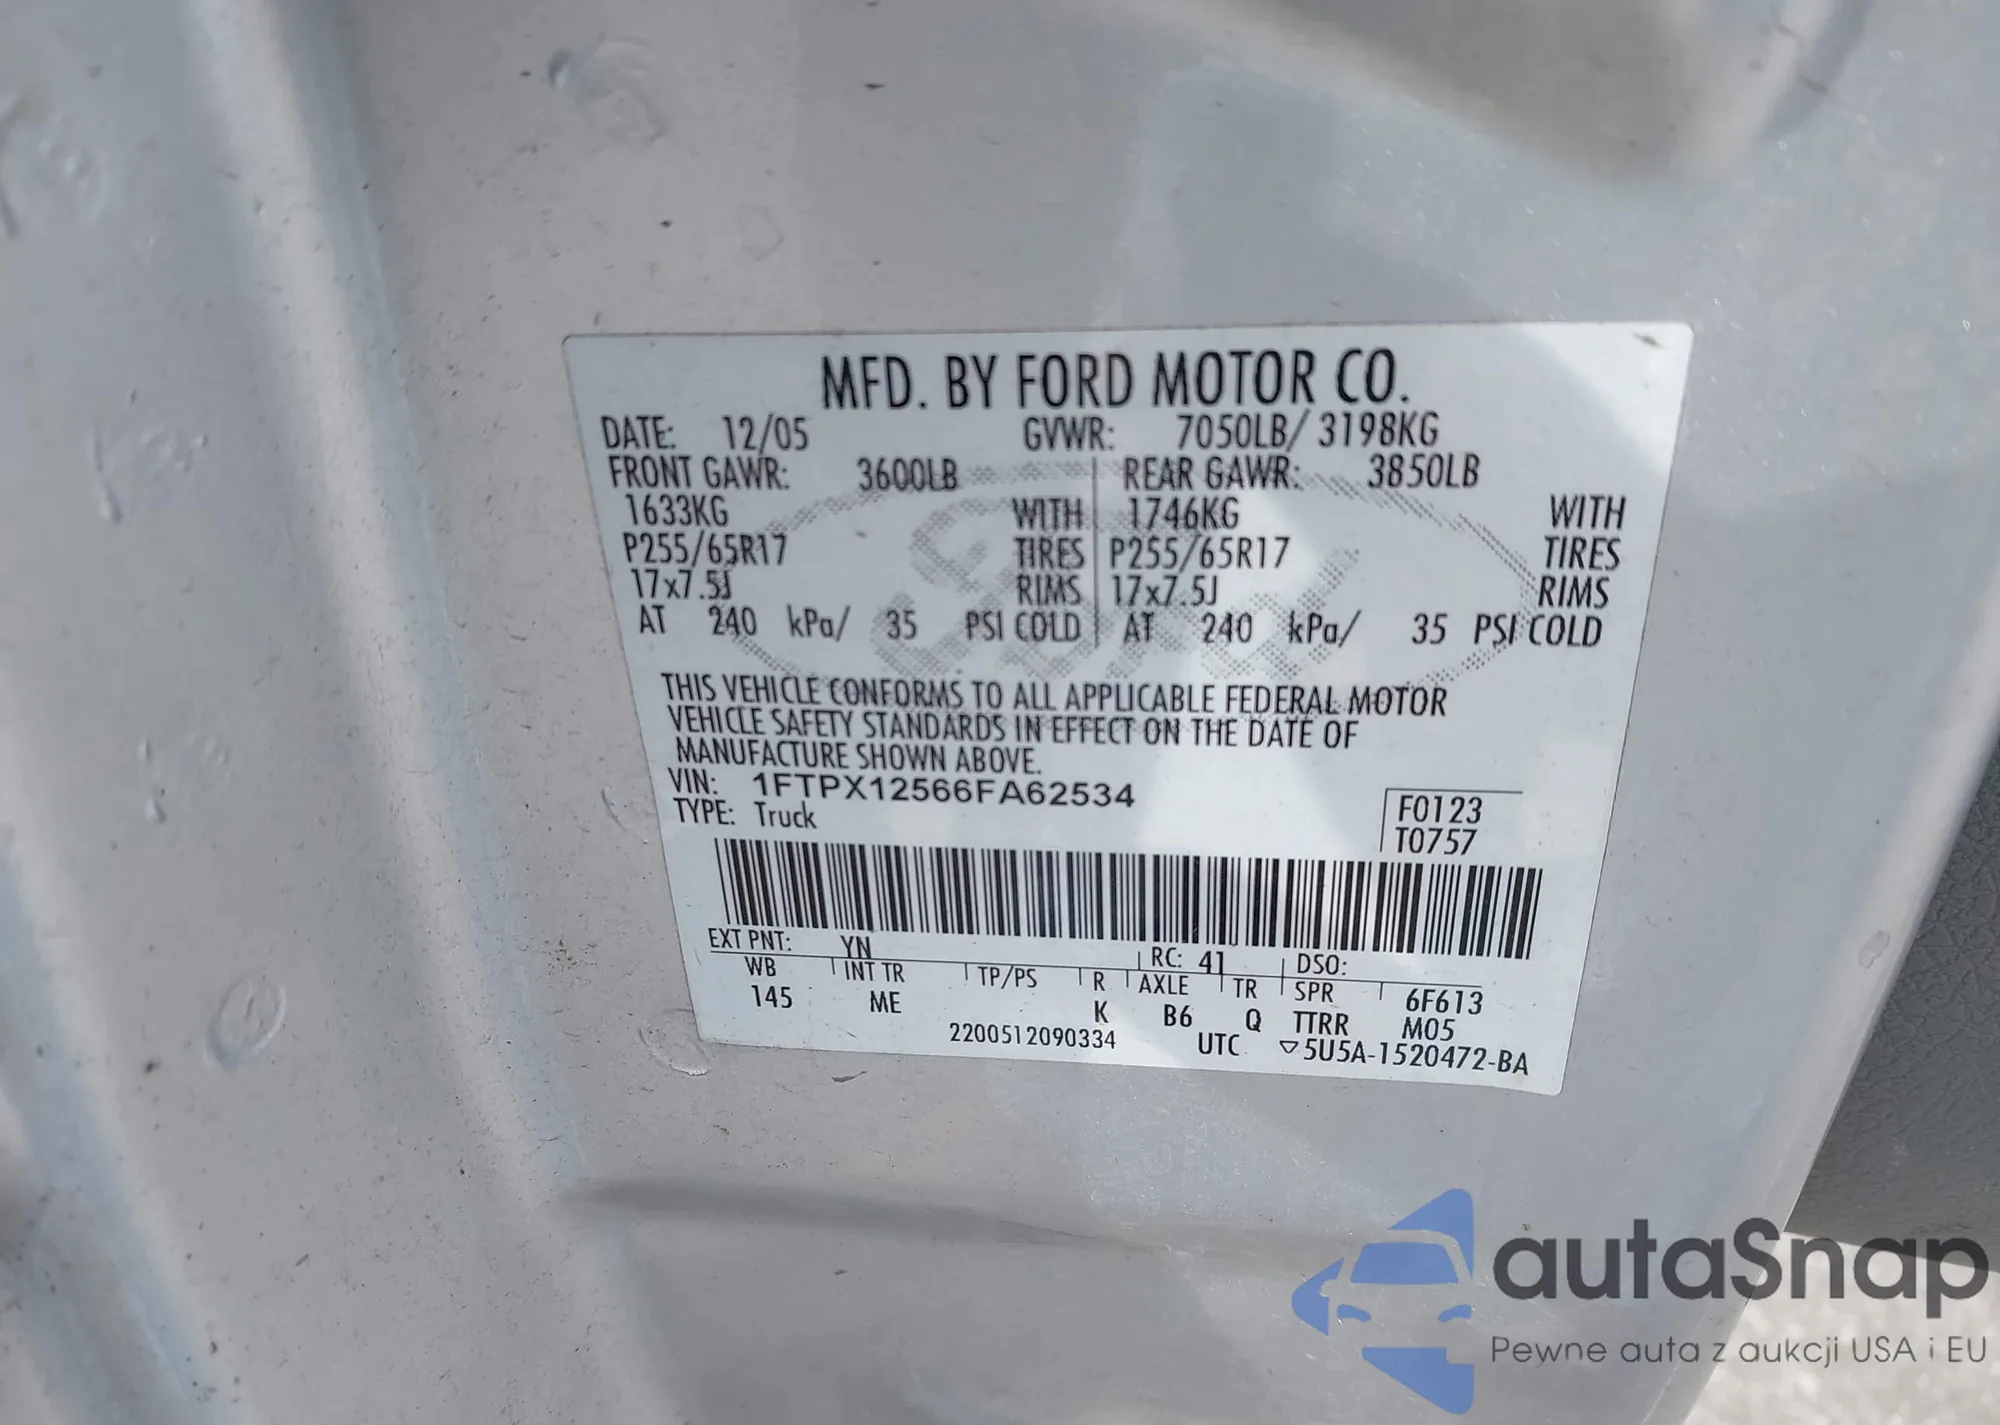 MFD. BY FORD MOTOR CO.
DATE: 12/05 GVWR: 7050LB/ 3198KG
FRONT GAWR: 3600LB REAR GAWR: 3850LB
1633KG WITH 1746KG WITH
P255/65R17 TIRES P255/65R17 TIRES
17x7.5J RIMS 17x7.5J RIMS
AT 240 kPa/ 35 PSI COLD AT 240 kPa/ 35 PSI COLD
THIS VEHICLE CONFORMS TO ALL APPLICABLE FEDERAL MOTOR
VEHICLE SAFETY STANDARDS IN EFFECT ON THE DATE OF
MANUFACTURE SHOWN ABOVE.
VIN: 1FTPX12566FA62534
TYPE: Truck
F0123
T0757
EXT PNT: YN RC: 41 DSO:
WB INT TR TP/PS R AXLE TR SPR 6F613
145 ME K B6 Q TTRR M05
2200512090334 UTC ▽5U5A-1520472-BA
Ford
autaSnap
Pewne auta z aukcji USA i EU